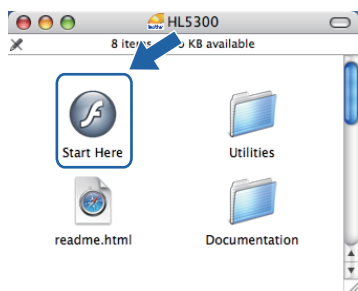 HL5300
8 items KB available
Start Here
Utilities
readme.html
Documentation